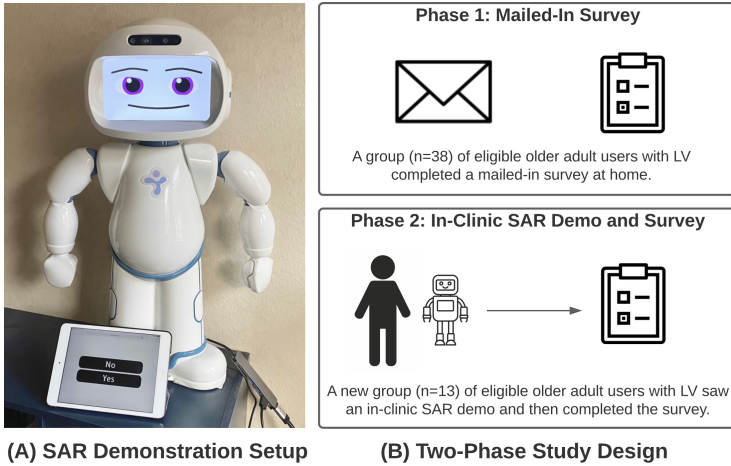 No
Yes
(A) SAR Demonstration Setup
Phase 1: Mailed-In Survey
A group (n=38) of eligible older adult users with LV
completed a mailed-in survey at home.
Phase 2: In-Clinic SAR Demo and Survey
A new group (n=13) of eligible older adult users with LV saw
an in-clinic SAR demo and then completed the survey.
(B) Two-Phase Study Design